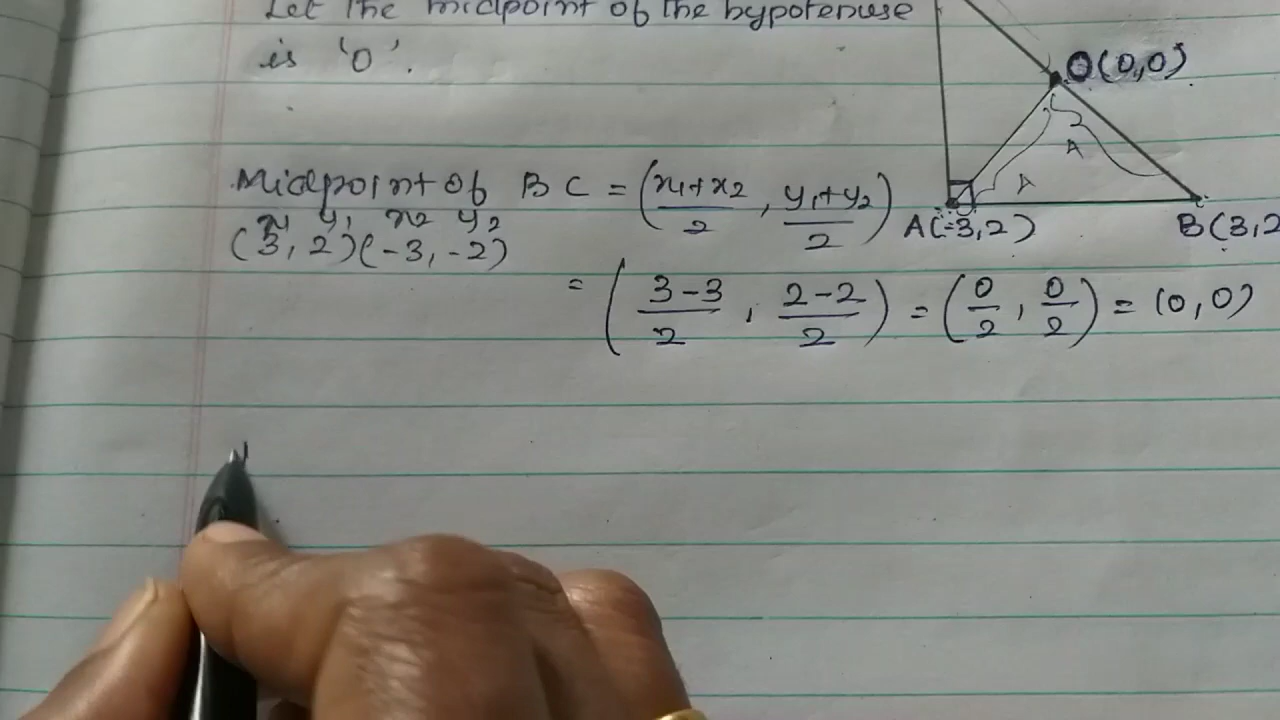 Let the midpoint of the hypotenuse
is 'O'.
O(0,0)
A
A
Midpoint of BC = (x1+x2/2, y1+y2/2)
A(-3,2)
B(3,2
x1 y1 x2 y2
(3,2)(-3,-2)
= (3-3/2, 2-2/2) = (0/2, 0/2) = (0,0)